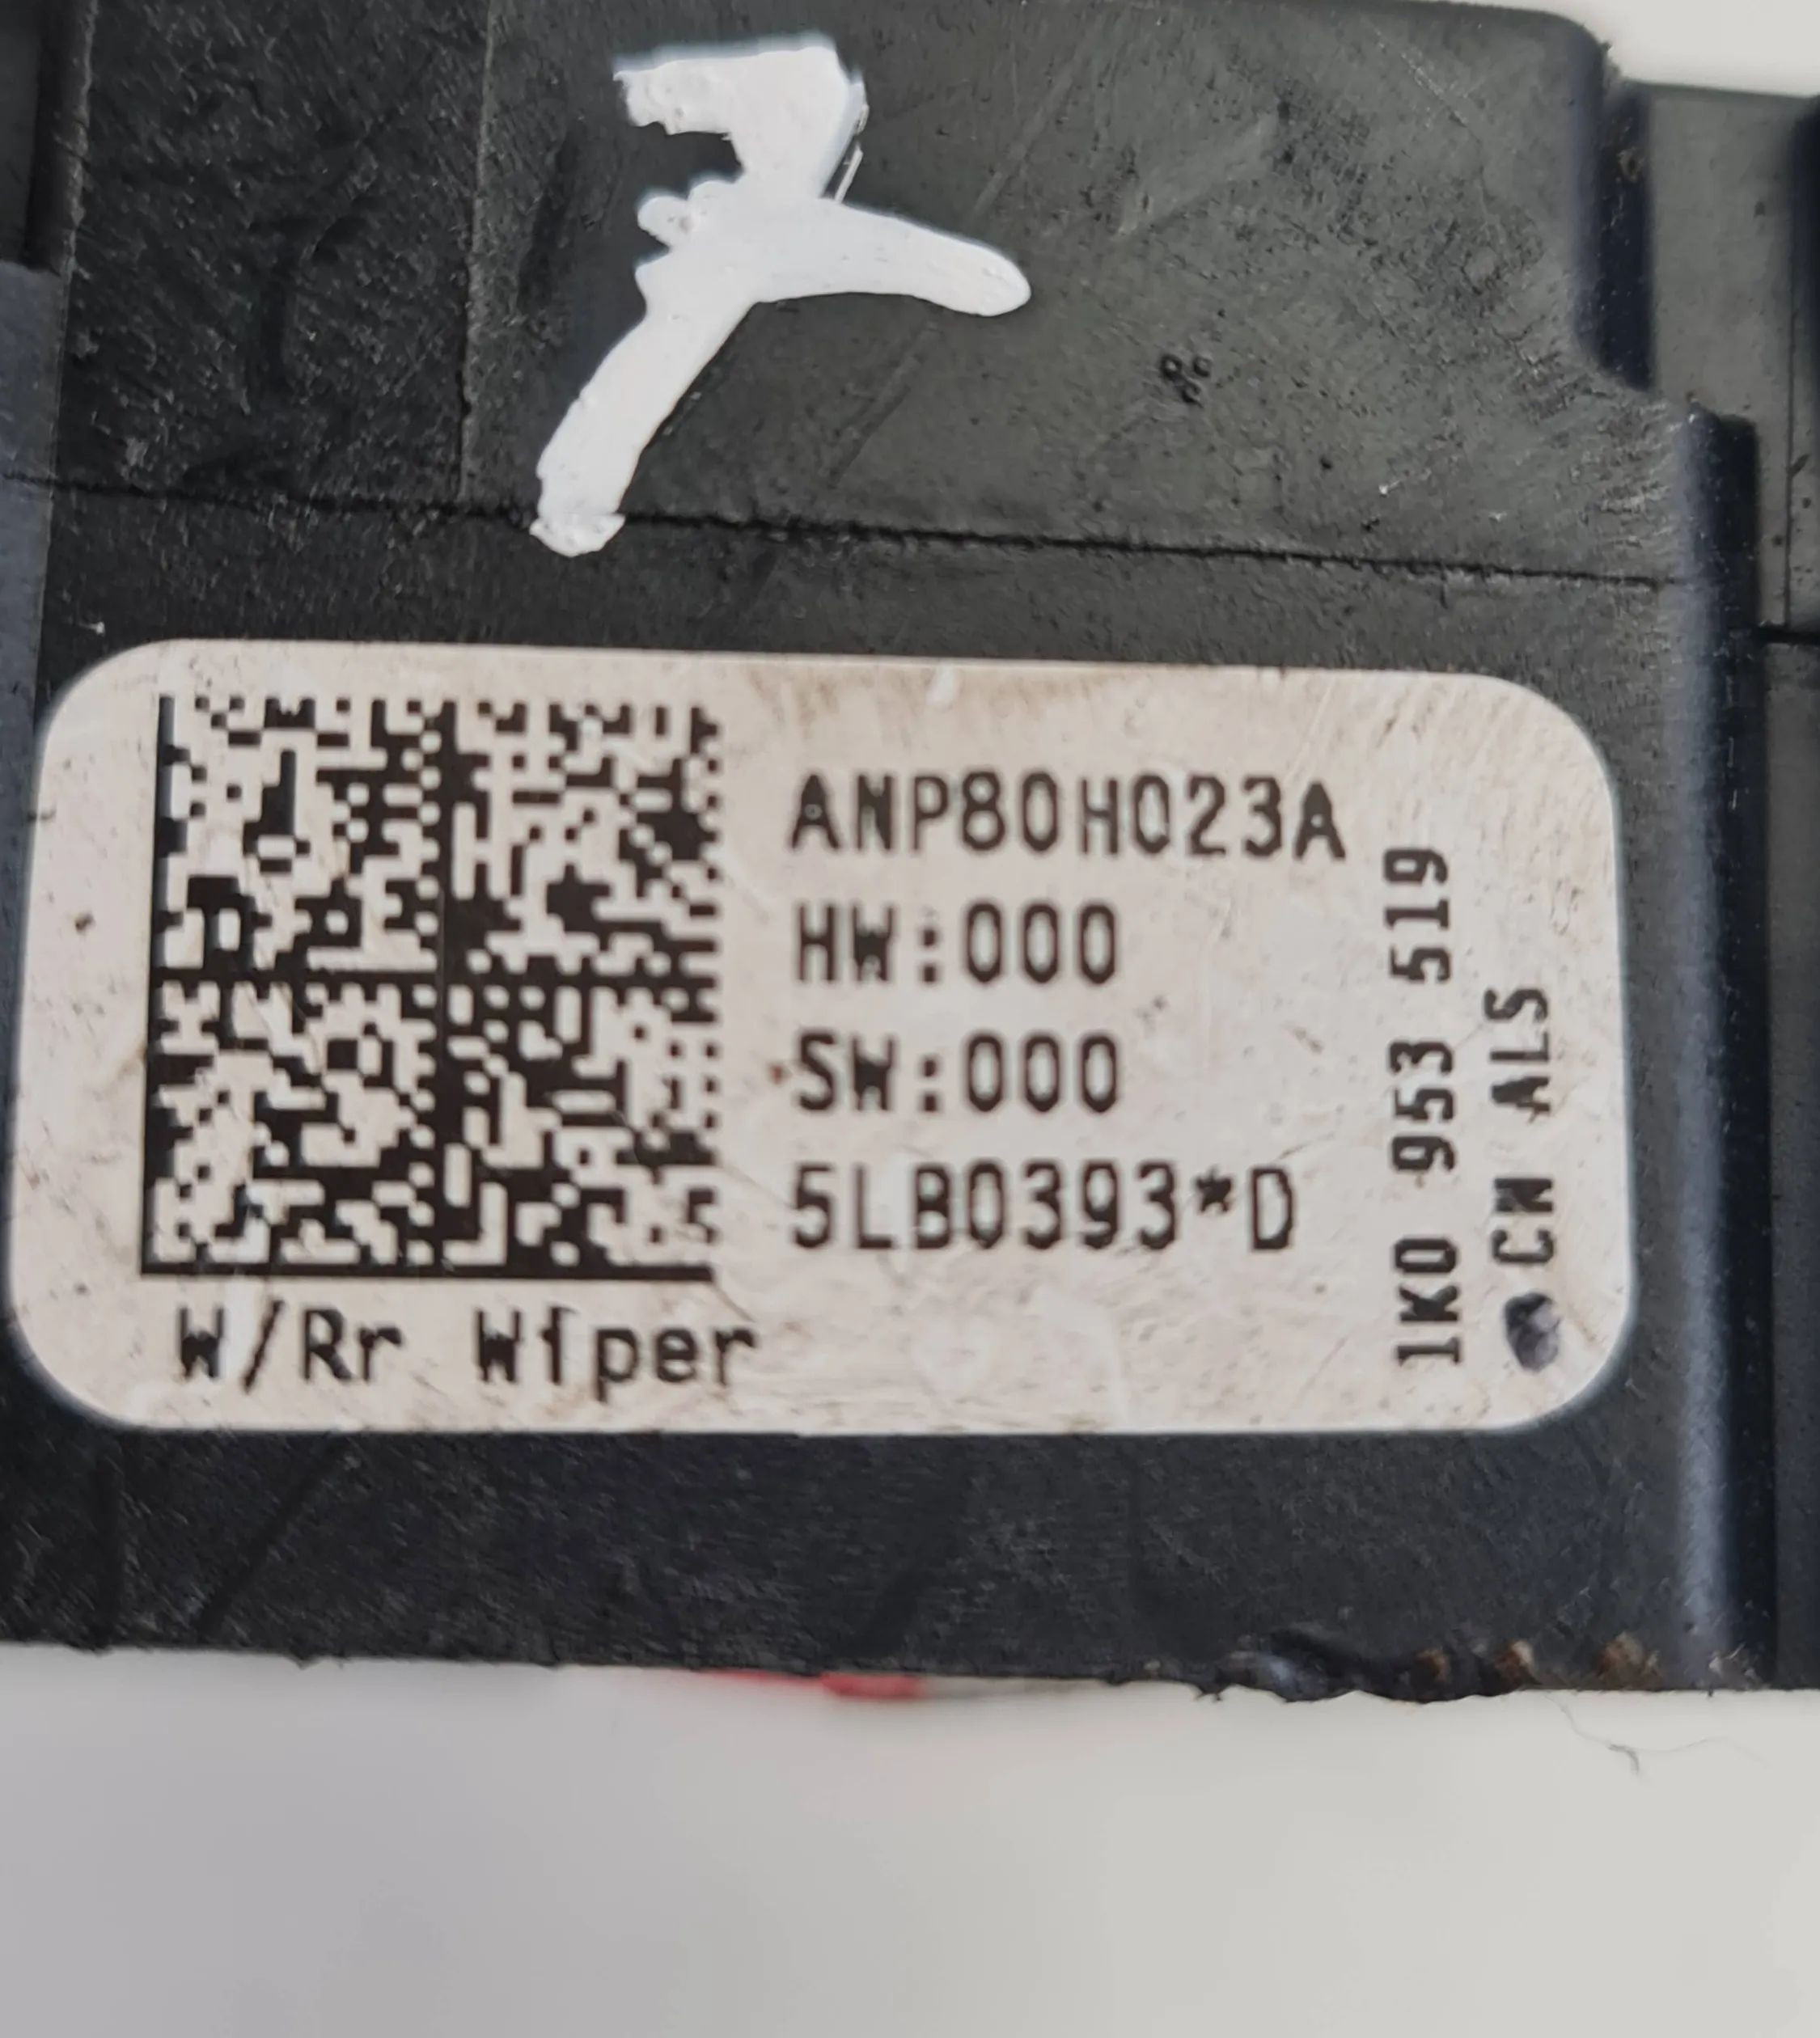 7
ANP80H023A
HW:000
SW:000
5LB0393*D
W/Rr Wiper
1K0 953 519
CN ALS